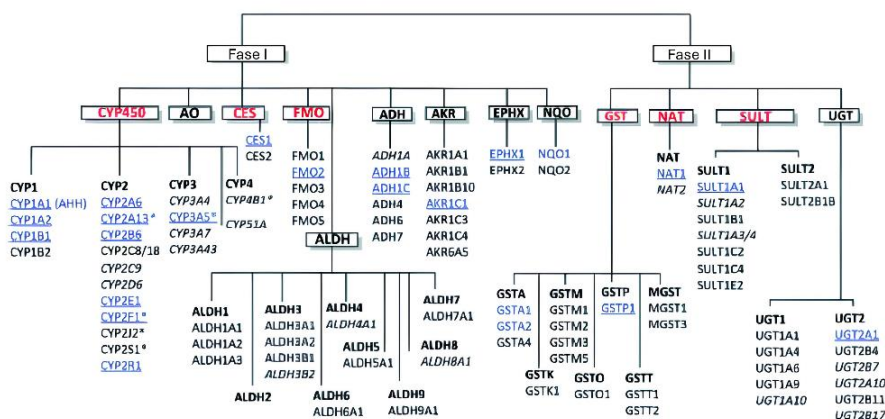 Fase I
Fase II
CYP450
AO
CES
FMO
ADH
AKR
EPHX
NQO
GST
NAT
SULT
UGT
CES1
CES2
FMO1
FMO2
FMO3
FMO4
FMO5
ADH1A
ADH1B
ADH1C
ADH4
ADH6
ADH7
AKR1A1
AKR1B1
AKR1B10
AKR1C1
AKR1C3
AKR1C4
AKR6A5
EPHX1
EPHX2
NQO1
NQO2
CYP1
CYP1A1 (AHH)
CYP1A2
CYP1B1
CYP1B2
CYP2
CYP2A6
CYP2A13*
CYP2B6
CYP2C8/18
CYP2C9
CYP2D6
CYP2E1
CYP2F1*
CYP2J2*
CYP2S1*
CYP2R1
CYP3
CYP3A4
CYP3A5*
CYP3A7
CYP3A43
CYP4
CYP4B1*
CYP51A
ALDH
ALDH1
ALDH1A1
ALDH1A2
ALDH1A3
ALDH2
ALDH3
ALDH3A1
ALDH3A2
ALDH3B1
ALDH3B2
ALDH4
ALDH4A1
ALDH5
ALDH5A1
ALDH6
ALDH6A1
ALDH7
ALDH7A1
ALDH8
ALDH8A1
ALDH9
ALDH9A1
GSTA
GSTA1
GSTA2
GSTA4
GSTK
GSTK1
GSTM
GSTM1
GSTM2
GSTM3
GSTM5
GSTO
GSTO1
GSTP
GSTP1
GSTT
GSTT1
GSTT2
MGST
MGST1
MGST3
NAT
NAT1
NAT2
SULT1
SULT1A1
SULT1A2
SULT1B1
SULT1A3/4
SULT1C2
SULT1C4
SULT1E2
SULT2
SULT2A1
SULT2B1B
UGT1
UGT1A1
UGT1A4
UGT1A6
UGT1A9
UGT1A10
UGT2
UGT2A1
UGT2B4
UGT2B7
UGT2A10
UGT2B11
UGT2B17